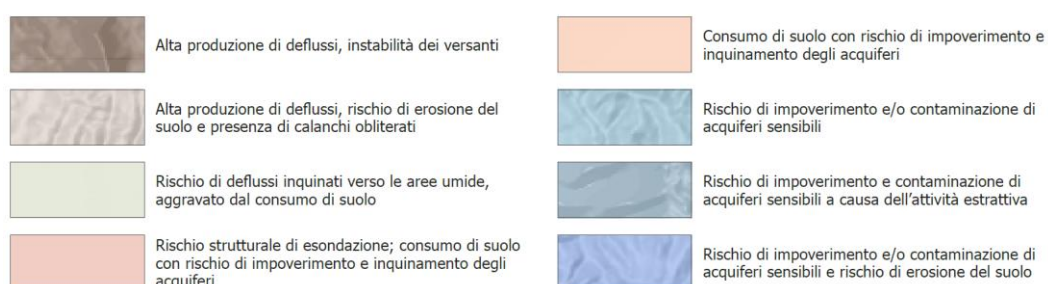 Alta produzione di deflussi, instabilità dei versanti
Alta produzione di deflussi, rischio di erosione del
suolo e presenza di calanchi obliterati
Rischio di deflussi inquinati verso le aree umide,
aggravato dal consumo di suolo
Rischio strutturale di esondazione; consumo di suolo
con rischio di impoverimento e inquinamento degli
acquiferi
Consumo di suolo con rischio di impoverimento e
inquinamento degli acquiferi
Rischio di impoverimento e/o contaminazione di
acquiferi sensibili
Rischio di impoverimento e contaminazione di
acquiferi sensibili a causa dell'attività estrattiva
Rischio di impoverimento e/o contaminazione di
acquiferi sensibili e rischio di erosione del suolo